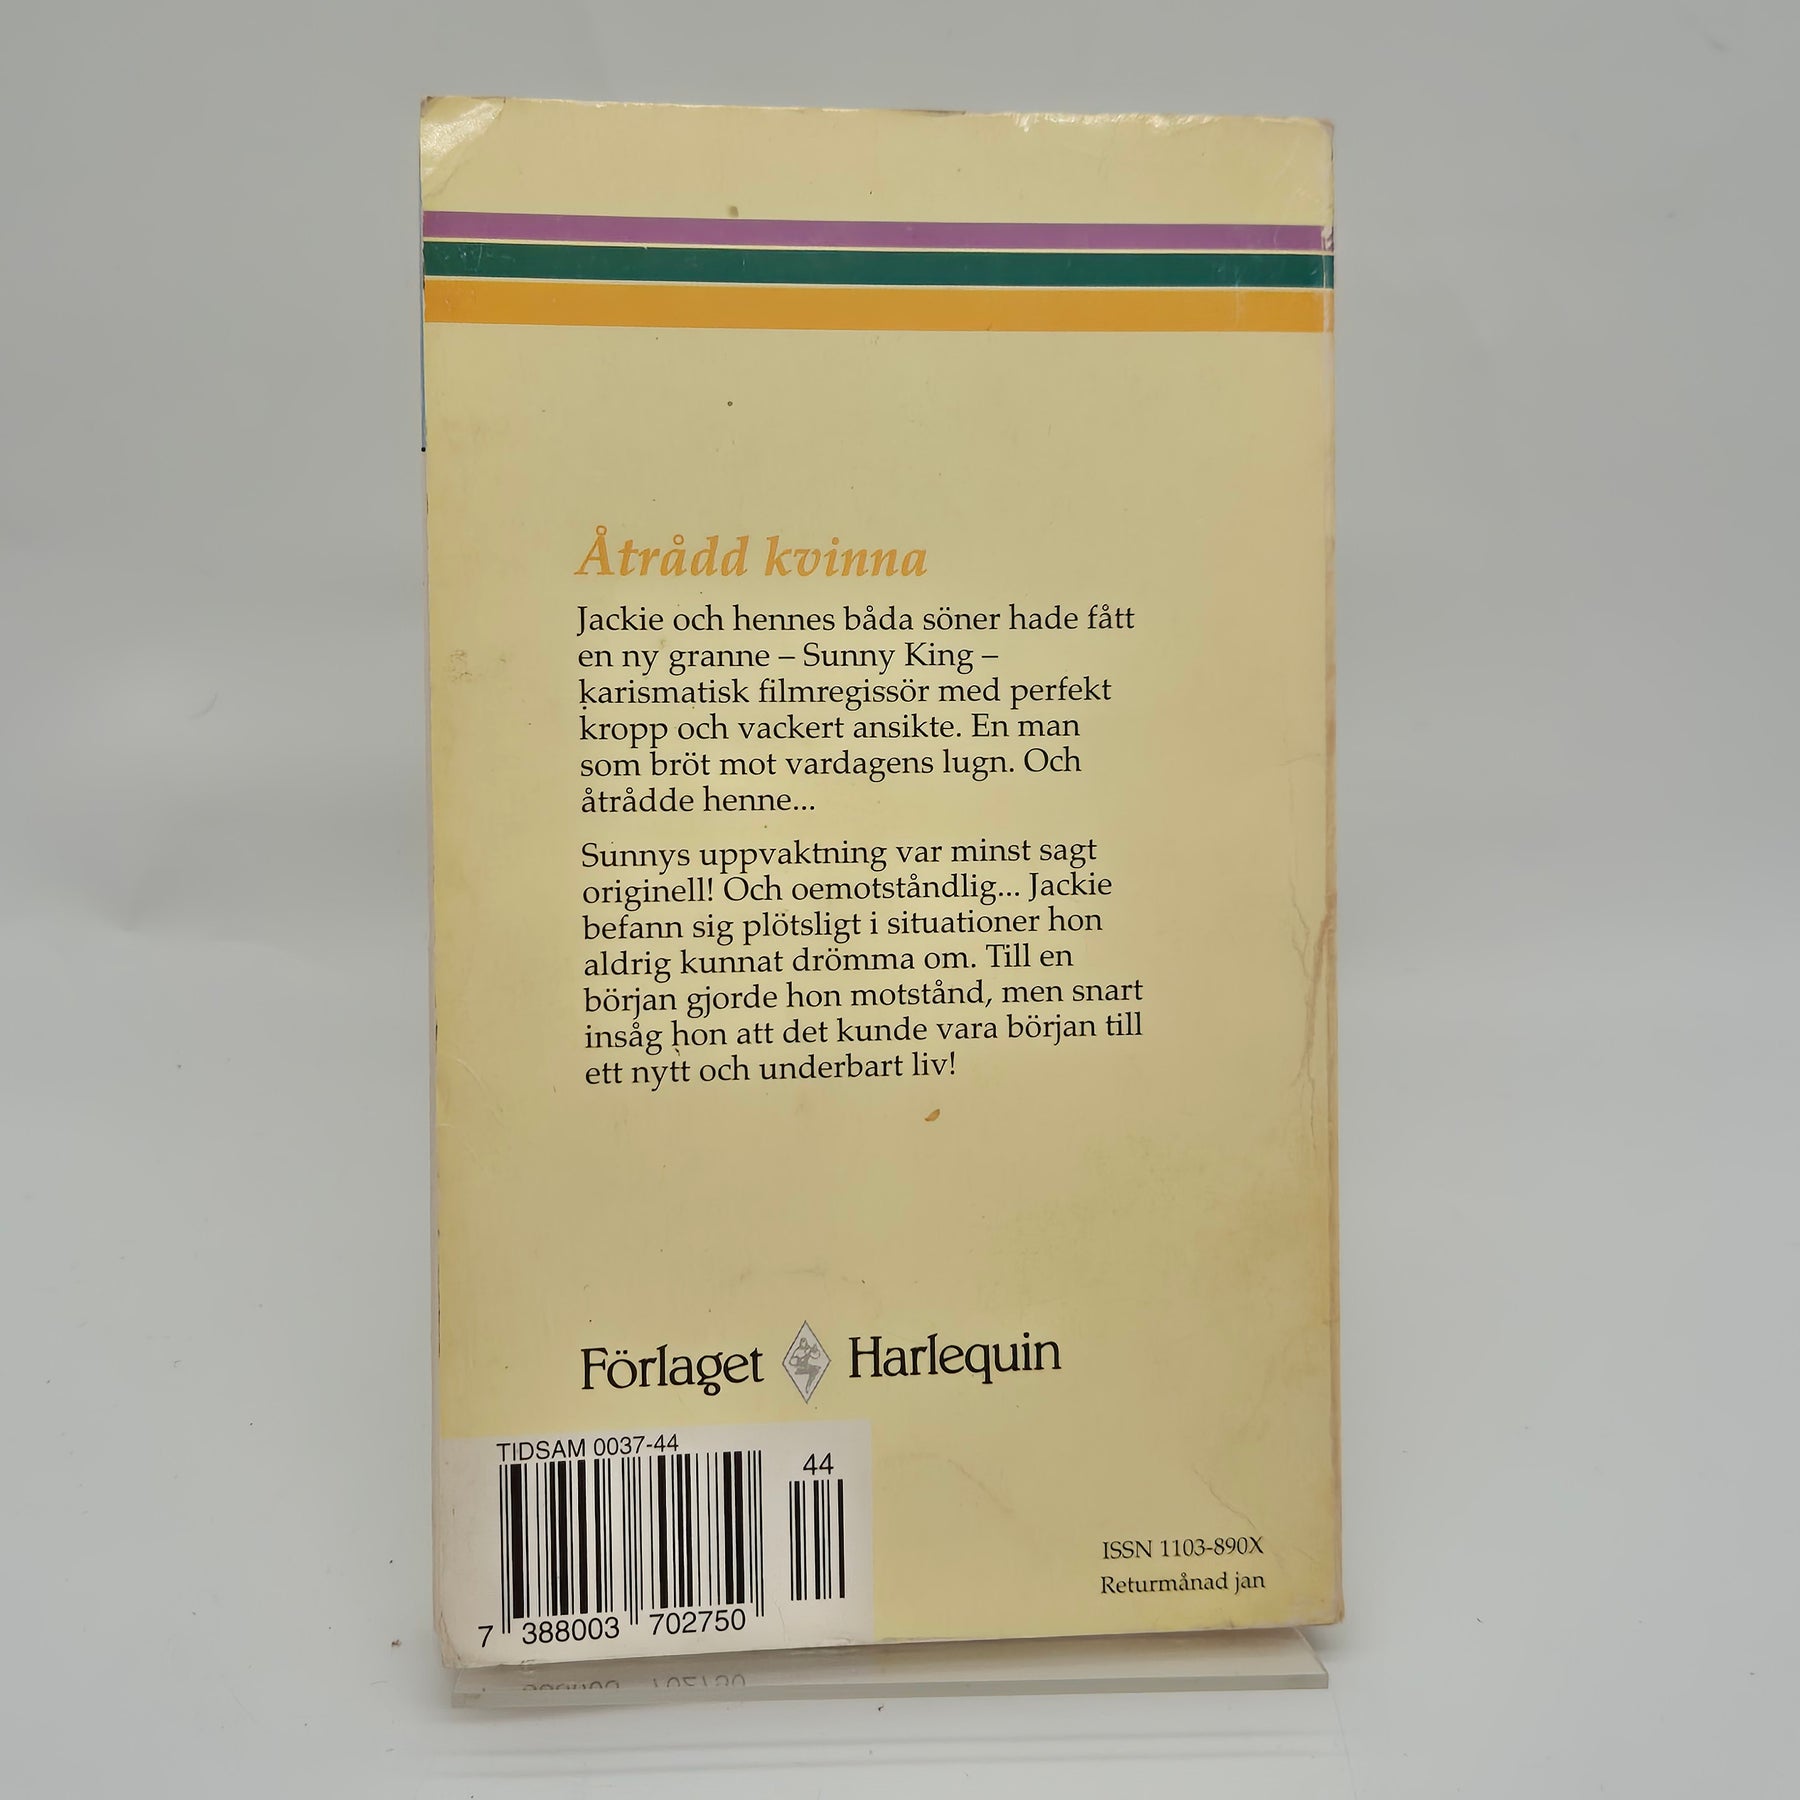 Åtrådd kvinna
Jackie och hennes båda söner hade fått
en ny granne – Sunny King –
karismatisk filmregissör med perfekt
kropp och vackert ansikte. En man
som bröt mot vardagens lugn. Och
åtrådde henne...
Sunnys uppvaktning var minst sagt
originell! Och oemotståndlig... Jackie
befann sig plötsligt i situationer hon
aldrig kunnat drömma om. Till en
början gjorde hon motstånd, men snart
insåg hon att det kunde vara början till
ett nytt och underbart liv!
Förlaget Harlequin
TIDSAM 0037-44
44
7 388003 702750
ISSN 1103-890X
Returmånad jan